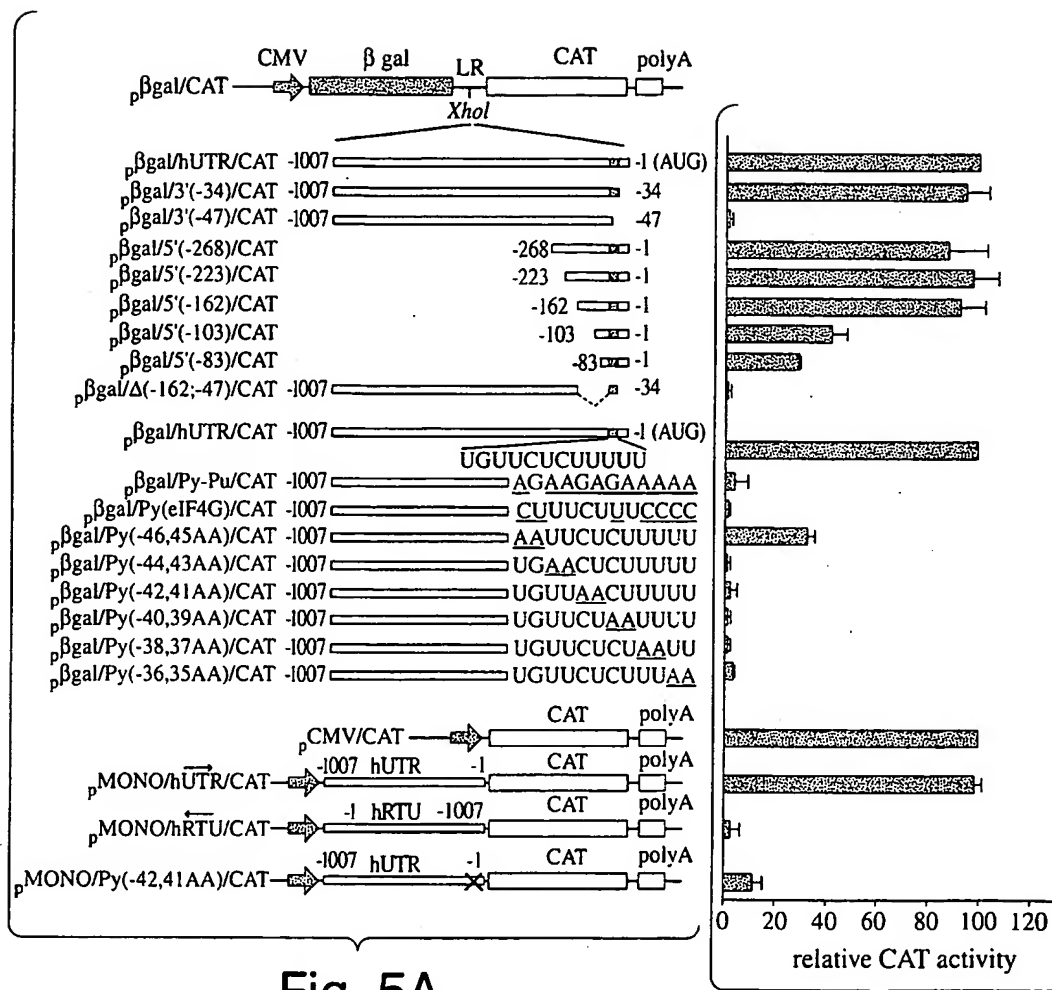 CMV β gal LR CAT polyA
pβgal/CAT
XhoI
pβgal/hUTR/CAT -1007 -1 (AUG)
pβgal/3'(-34)/CAT -1007 -34
pβgal/3'(-47)/CAT -1007 -47
pβgal/5'(-268)/CAT -268 -1
pβgal/5'(-223)/CAT -223 -1
pβgal/5'(-162)/CAT -162 -1
pβgal/5'(-103)/CAT -103 -1
pβgal/5'(-83)/CAT -83 -1
pβgal/Δ(-162;-47)/CAT -1007 -34
pβgal/hUTR/CAT -1007 -1 (AUG)
UGUUCUCUUUUU
pβgal/Py-Pu/CAT -1007 AGAAGAGAAAAA
pβgal/Py(eIF4G)/CAT -1007 CUUUCUUUCCCC
pβgal/Py(-46,45AA)/CAT -1007 AAUUCUCUUUUU
pβgal/Py(-44,43AA)/CAT -1007 UGAACUCUUUUU
pβgal/Py(-42,41AA)/CAT -1007 UGUUAACUUUUU
pβgal/Py(-40,39AA)/CAT -1007 UGUUCUAAUUUU
pβgal/Py(-38,37AA)/CAT -1007 UGUUCUCUAAUU
pβgal/Py(-36,35AA)/CAT -1007 UGUUCUCUUUAA
CAT polyA
pCMV/CAT
-1007 hUTR -1 CAT polyA
pMONO/hUTR/CAT
-1 hRTU -1007 CAT polyA
pMONO/hRTU/CAT
-1007 hUTR -1 CAT polyA
pMONO/Py(-42,41AA)/CAT
0 20 40 60 80 100 120
relative CAT activity
Fig. 5A